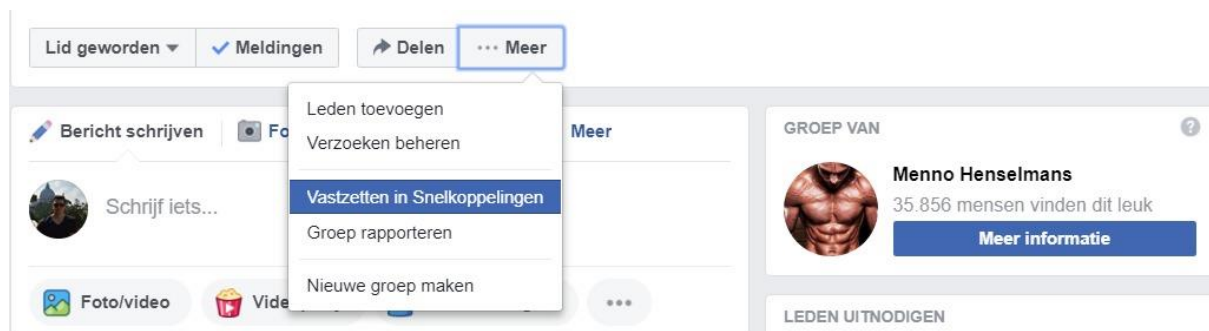 Lid geworden
Meldingen
Delen
Meer
Leden toevoegen
Verzoeken beheren
Vastzetten in Snelkoppelingen
Groep rapporteren
Nieuwe groep maken
Bericht schrijven
Fo
Meer
Schrijf iets...
Foto/video
Vide
GROEP VAN
Menno Henselmans
35.856 mensen vinden dit leuk
Meer informatie
LEDEN UITNODIGEN